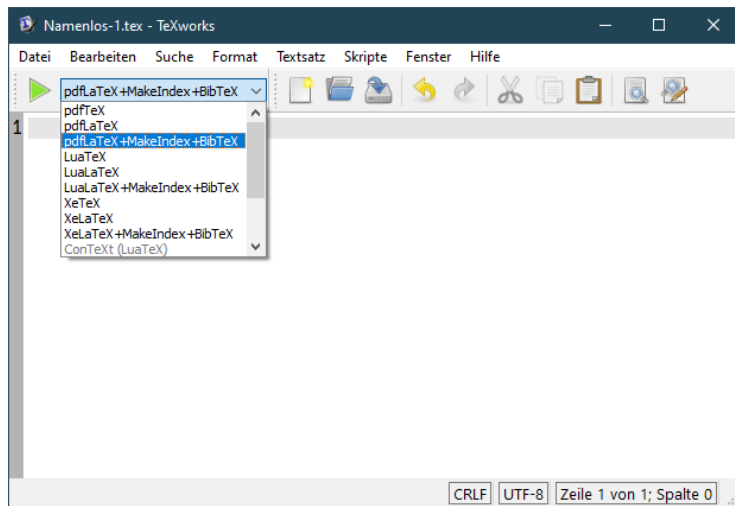 Namenlos-1.tex - TeXworks
Datei Bearbeiten Suche Format Textsatz Skripte Fenster Hilfe
pdfLaTeX+MakeIndex+BibTeX
1
pdfTeX
pdfLaTeX
pdfLaTeX+MakeIndex+BibTeX
LuaTeX
LuaLaTeX
LuaLaTeX+MakeIndex+BibTeX
XeTeX
XeLaTeX
XeLaTeX+MakeIndex+BibTeX
ConTeXt (LuaTeX)
CRLF UTF-8 Zeile 1 von 1; Spalte 0